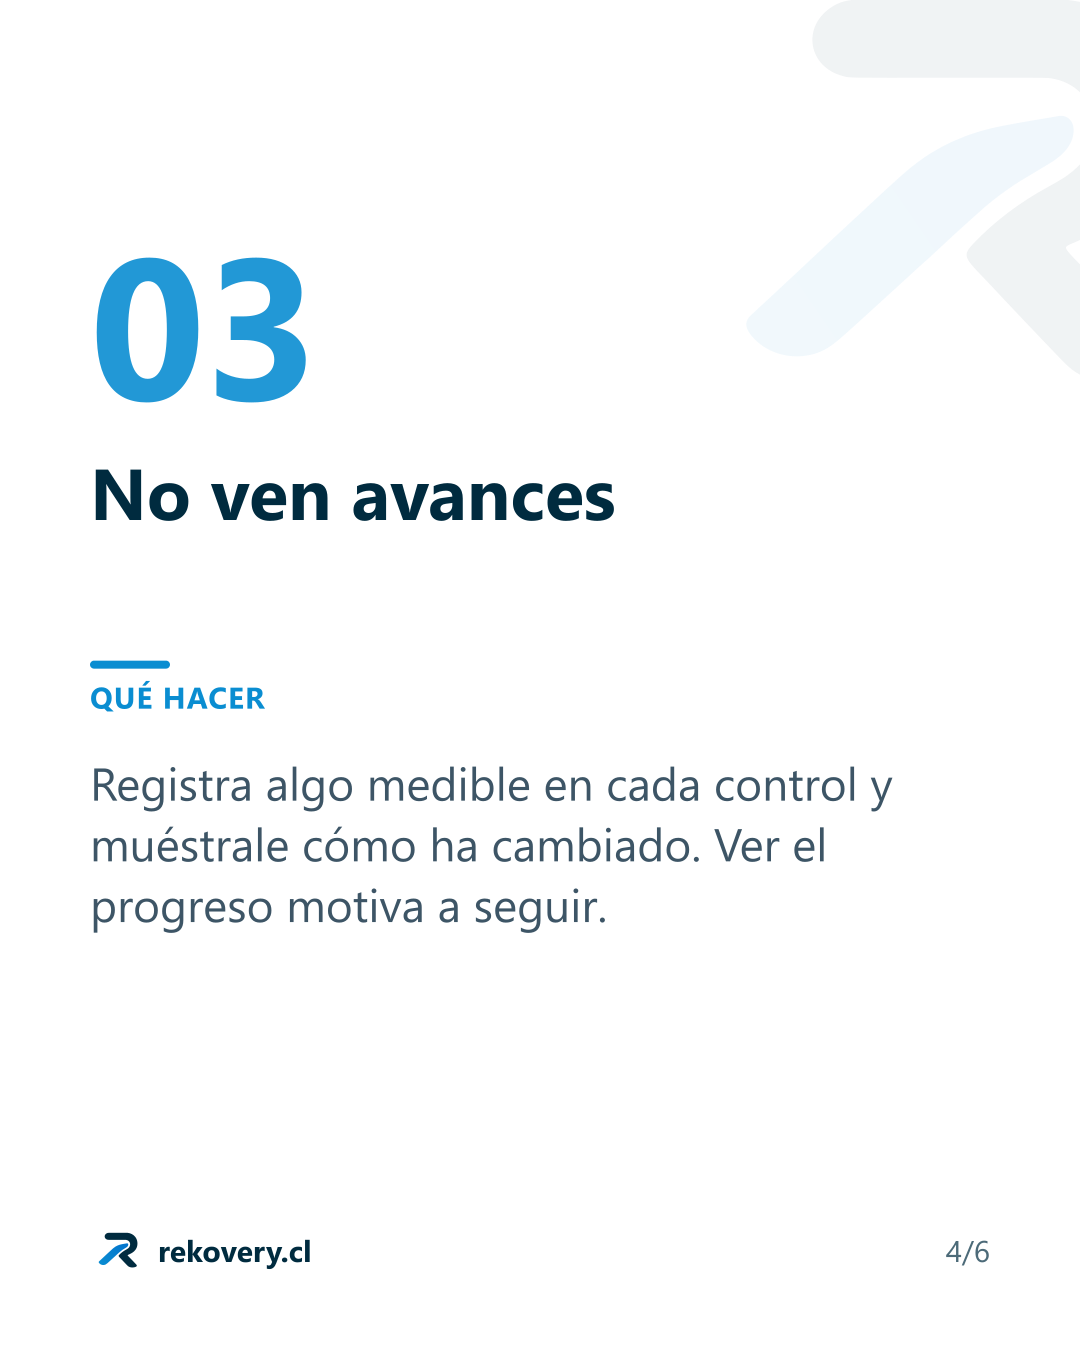 03
No ven avances
QUÉ HACER
Registra algo medible en cada control y
muéstrale cómo ha cambiado. Ver el
progreso motiva a seguir.
rekovery.cl
4/6